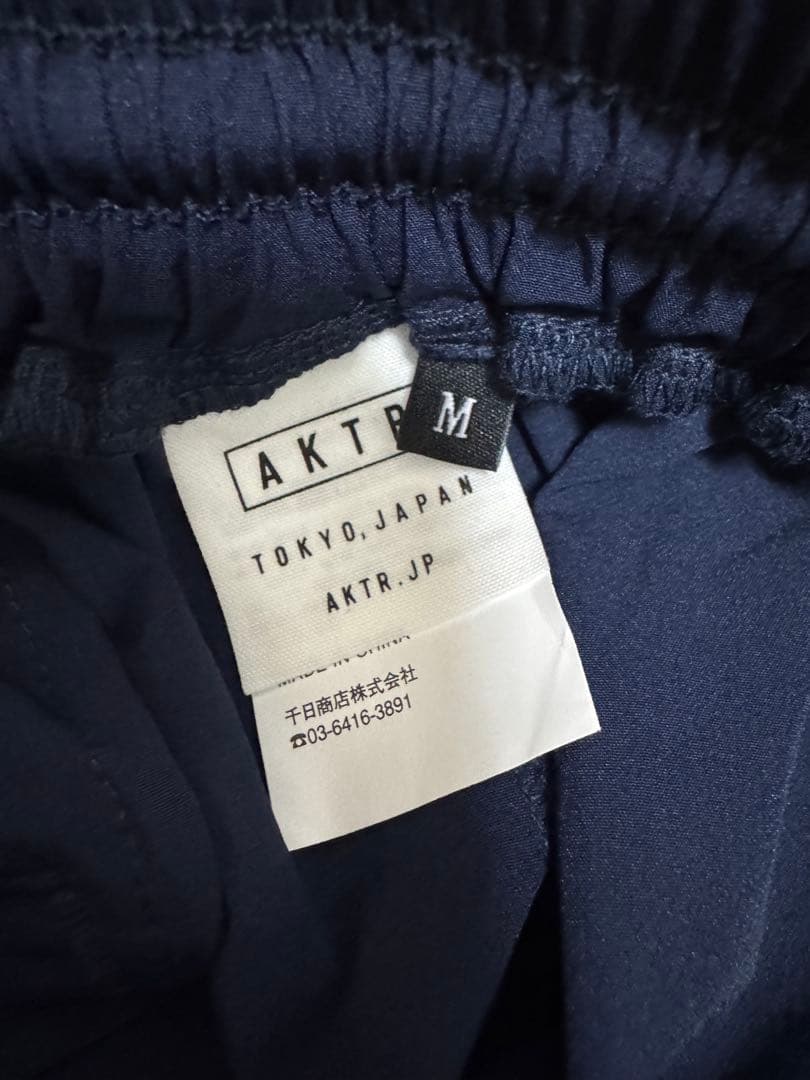 AKTR
M
TOKYO, JAPAN
AKTR.JP
MADE IN CHINA
千日商店株式会社
☎03-6416-3891